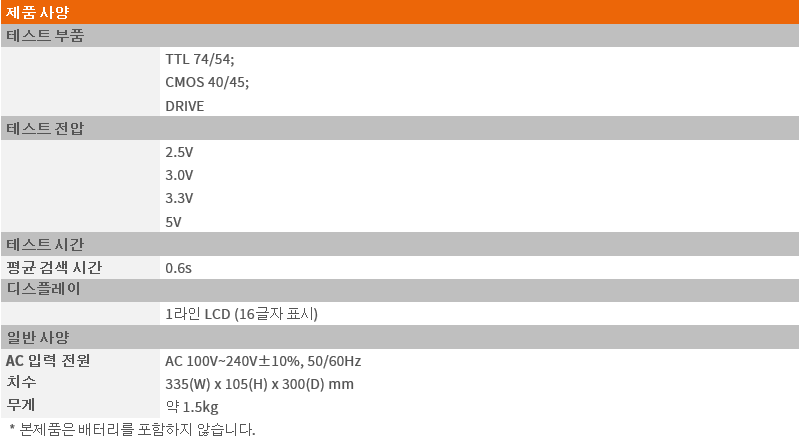 제품 사양
테스트 부품
TTL 74/54;
CMOS 40/45;
DRIVE
테스트 전압
2.5V
3.0V
3.3V
5V
테스트 시간
평균 검색 시간 0.6s
디스플레이
1라인 LCD (16글자 표시)
일반 사양
AC 입력 전원 AC 100V~240V±10%, 50/60Hz
치수 335(W) x 105(H) x 300(D) mm
무게 약 1.5kg
* 본제품은 배터리를 포함하지 않습니다.